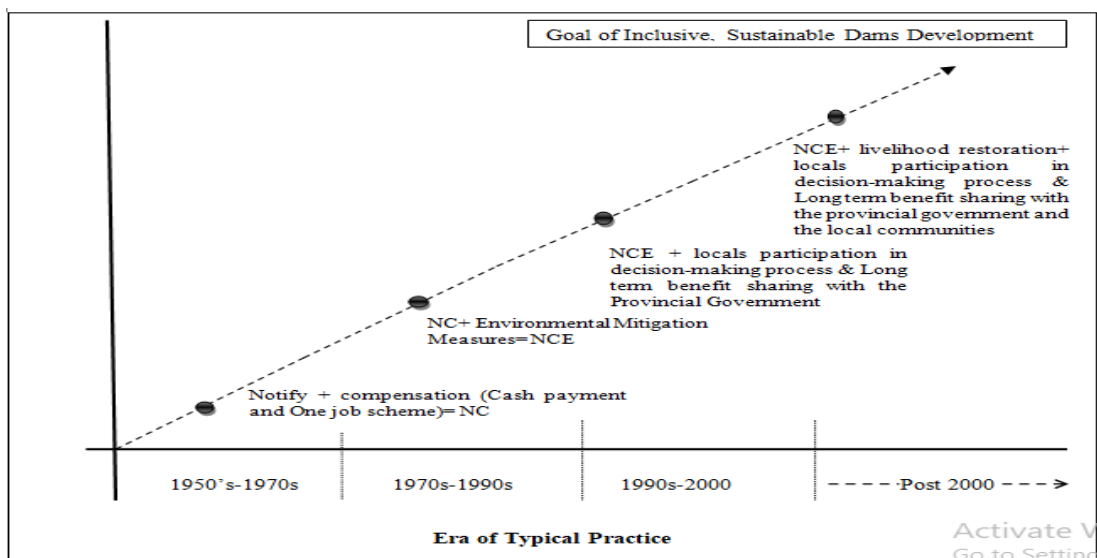 Goal of Inclusive, Sustainable Dams Development
NCE+ livelihood restoration+
locals participation in
decision-making process &
Long term benefit sharing with
the provincial government and
the local communities
NCE + locals participation in
decision-making process & Long
term benefit sharing with the
Provincial Government
NC+ Environmental Mitigation
Measures=NCE
Notify + compensation (Cash payment
and One job scheme)= NC
1950's-1970s
1970s-1990s
1990s-2000
Post 2000
Era of Typical Practice
Activate
Go to